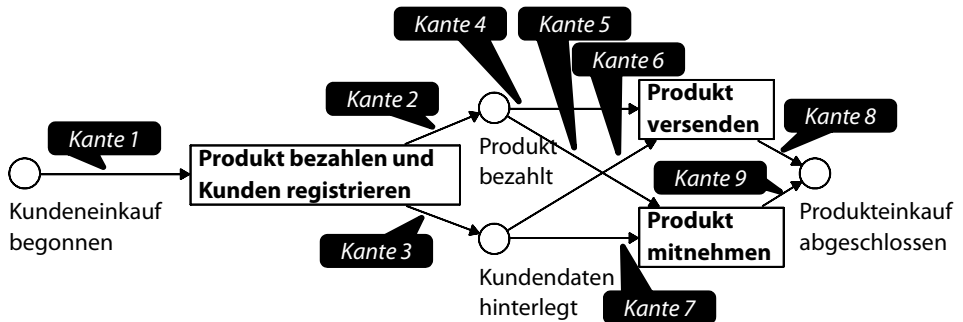 Kante 4
Kante 5
Kante 6
Kante 2
Produkt
versenden
Kante 8
Kante 1
Produkt bezahlen und
Kunden registrieren
Produkt
bezahlt
Kante 9
Kundeneinkauf
begonnen
Kante 3
Produkt
mitnehmen
Produkteinkauf
abgeschlossen
Kundendaten
hinterlegt
Kante 7